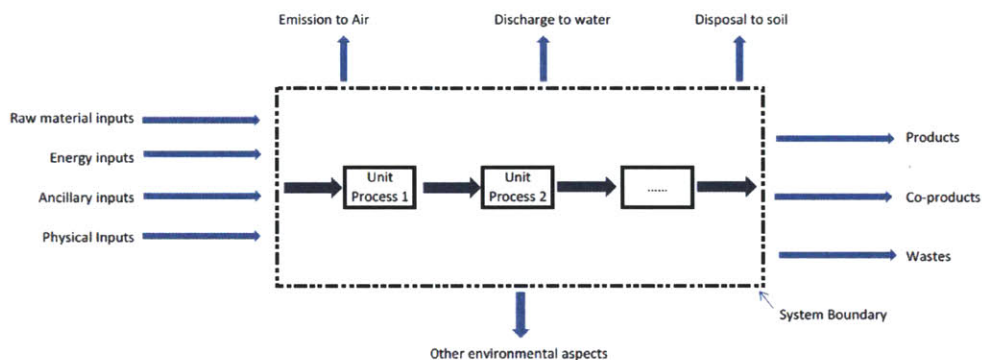 Emission to Air
Discharge to water
Disposal to soil
Raw material inputs
Energy inputs
Ancillary inputs
Physical Inputs
Unit
Process 1
Unit
Process 2
......
Products
Co-products
Wastes
System Boundary
Other environmental aspects